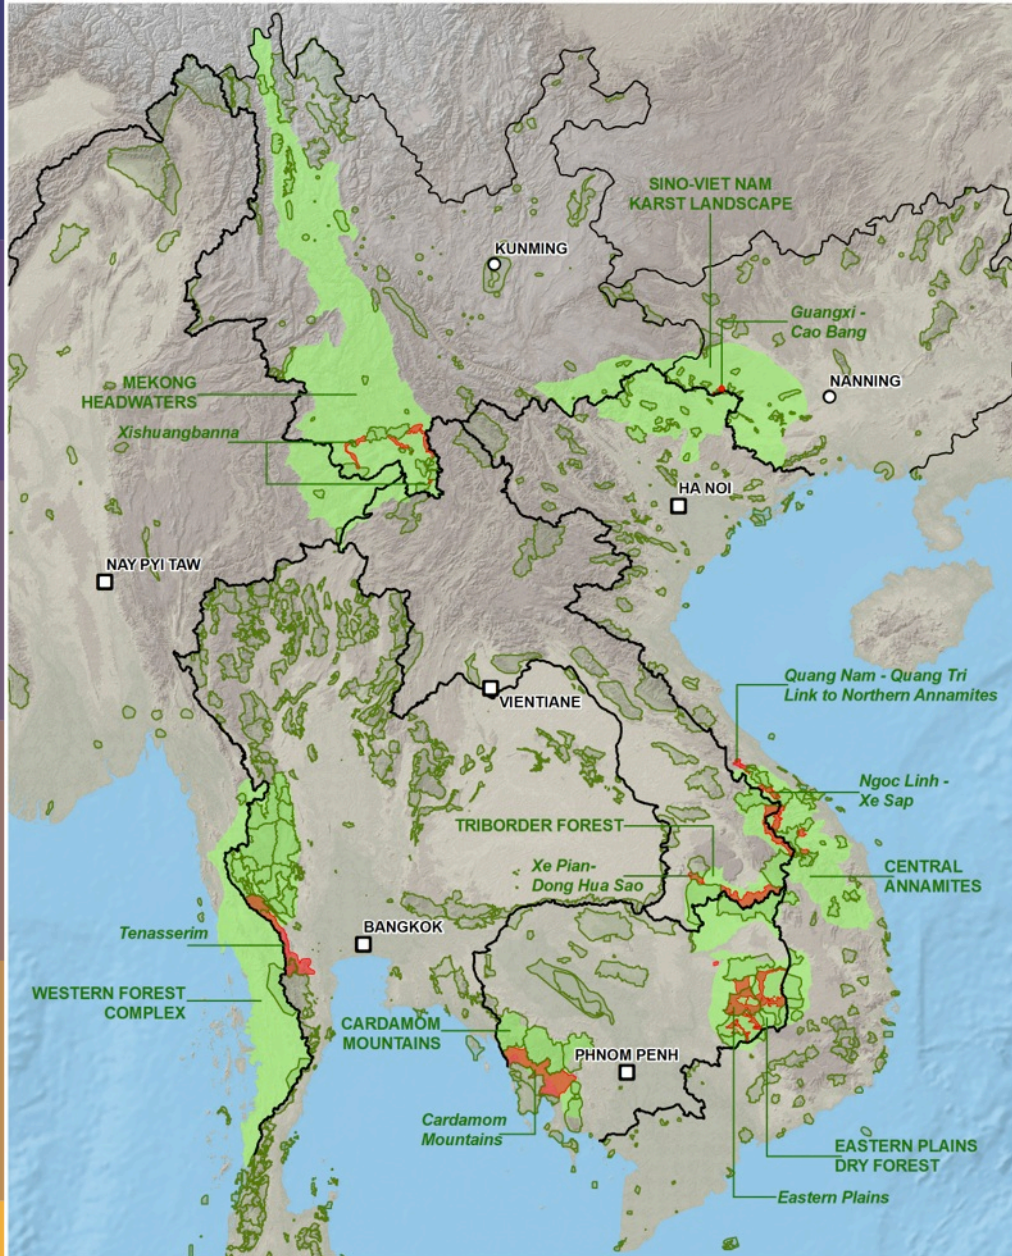 SINO-VIET NAM
KARST LANDSCAPE
KUNMING
Guangxi -
Cao Bang
MEKONG
HEADWATERS
NANNING
Xishuangbanna
HA NOI
NAY PYI TAW
Quang Nam - Quang Tri
Link to Northern Annamites
VIENTIANE
Ngoc Linh -
Xe Sap
TRIBORDER FOREST
Xe Pian-
Dong Hua Sao
CENTRAL
ANNAMITES
BANGKOK
Tenasserim
WESTERN FOREST
COMPLEX
CARDAMOM
MOUNTAINS
PHNOM PENH
Cardamom
Mountains
EASTERN PLAINS
DRY FOREST
Eastern Plains